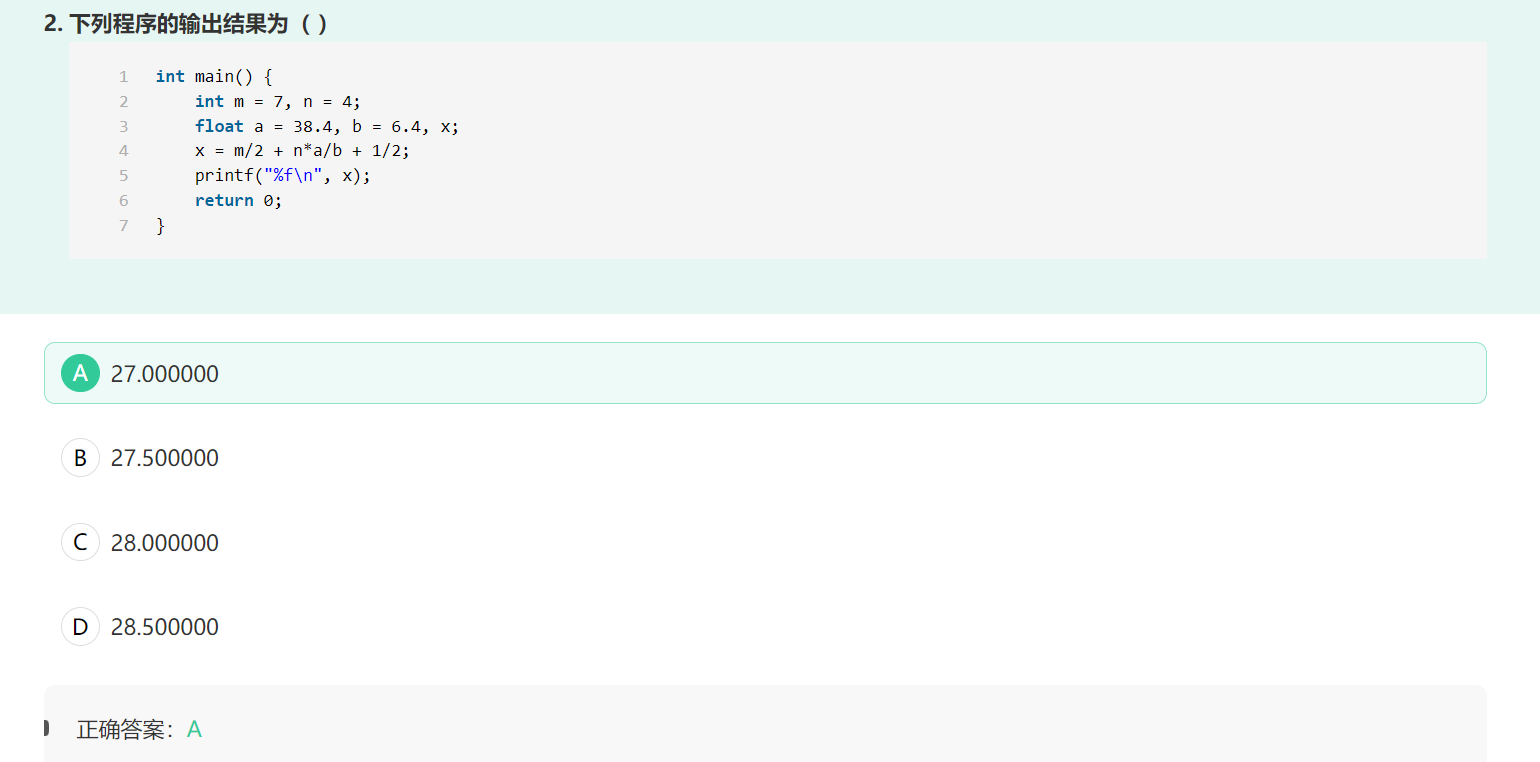 2. 下列程序的输出结果为（ ）
1 int main() {
2     int m = 7, n = 4;
3     float a = 38.4, b = 6.4, x;
4     x = m/2 + n*a/b + 1/2;
5     printf("%f\n", x);
6     return 0;
7 }
A 27.000000
B 27.500000
C 28.000000
D 28.500000
正确答案：A